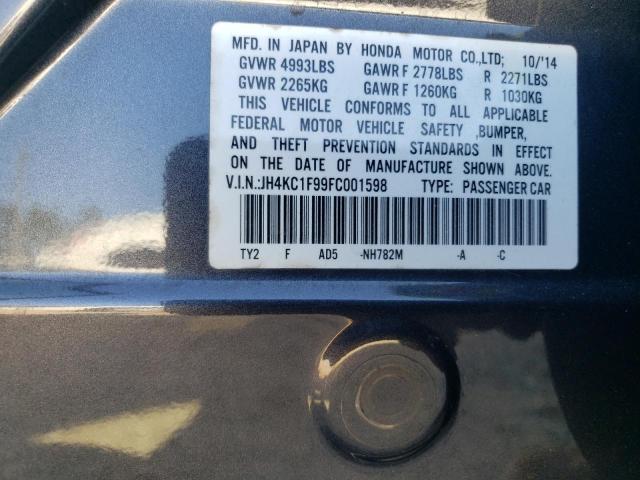 MFD. IN JAPAN BY HONDA MOTOR CO.,LTD; 10/'14
GVWR 4993LBS GAWR F 2778LBS R 2271LBS
GVWR 2265KG GAWR F 1260KG R 1030KG
THIS VEHICLE CONFORMS TO ALL APPLICABLE
FEDERAL MOTOR VEHICLE SAFETY ,BUMPER,
AND THEFT PREVENTION STANDARDS IN EFFECT
ON THE DATE OF MANUFACTURE SHOWN ABOVE.
V.I.N.:JH4KC1F99FC001598 TYPE: PASSENGER CAR
TY2 F AD5 -NH782M -A -C